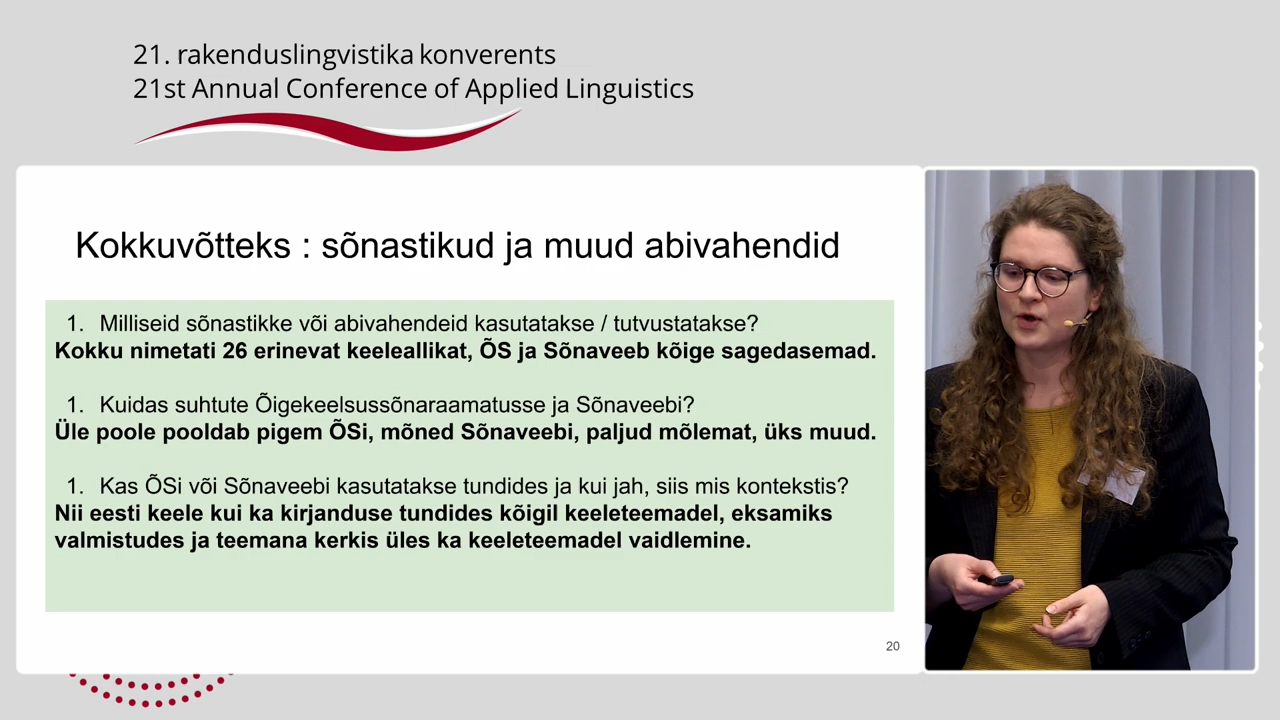 21. rakenduslingvistika konverents
21st Annual Conference of Applied Linguistics
Kokkuvõtteks : sõnastikud ja muud abivahendid
1. Milliseid sõnastikke või abivahendeid kasutatakse / tutvustatakse?
Kokku nimetati 26 erinevat keeleallikat, ÕS ja Sõnaveeb kõige sagedasemad.
1. Kuidas suhtute Õigekeelsussõnaraamatusse ja Sõnaveebi?
Üle poole pooldab pigem ÕSi, mõned Sõnaveebi, paljud mõlemat, üks muud.
1. Kas ÕSi või Sõnaveebi kasutatakse tundides ja kui jah, siis mis kontekstis?
Nii eesti keele kui ka kirjanduse tundides kõigil keeleteemadel, eksamiks
valmistudes ja teemana kerkis üles ka keeleteemadel vaidlemine.
20